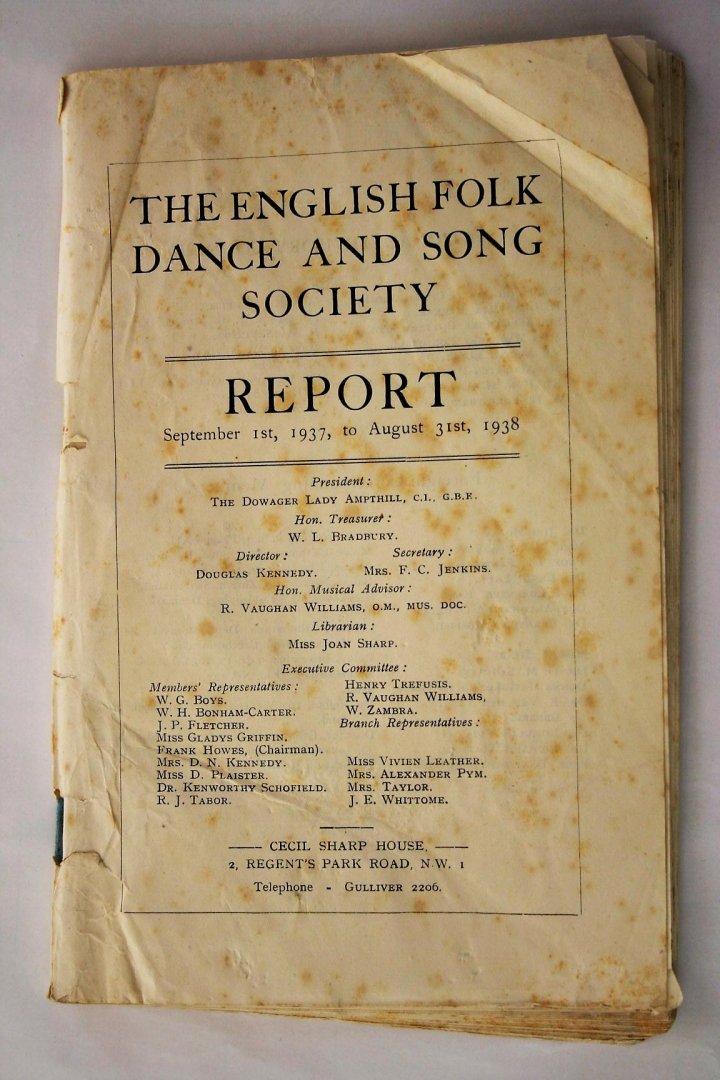 THE ENGLISH FOLK
DANCE AND SONG
SOCIETY
REPORT
September 1st, 1937, to August 31st, 1938
President :
THE DOWAGER LADY AMPTHILL, C.I., G.B.E.
Hon. Treasurer :
W. L. BRADBURY.
Director : Secretary :
DOUGLAS KENNEDY. MRS. F. C. JENKINS.
Hon. Musical Advisor :
R. VAUGHAN WILLIAMS, O.M., MUS. DOC.
Librarian :
MISS JOAN SHARP.
Executive Committee :
Members' Representatives :
W. G. BOYS.
W. H. BONHAM-CARTER.
J. P. FLETCHER.
MISS GLADYS GRIFFIN.
FRANK HOWES, (Chairman).
MRS. D. N. KENNEDY.
MISS D. PLAISTER.
DR. KENWORTHY SCHOFIELD.
R. J. TABOR.
HENRY TREFUSIS.
R. VAUGHAN WILLIAMS,
W. ZAMBRA.
Branch Representatives :
MISS VIVIEN LEATHER.
MRS. ALEXANDER PYM.
MRS. TAYLOR.
J. E. WHITTOME.
CECIL SHARP HOUSE,
2, REGENT'S PARK ROAD, N.W. 1
Telephone - GULLIVER 2206.